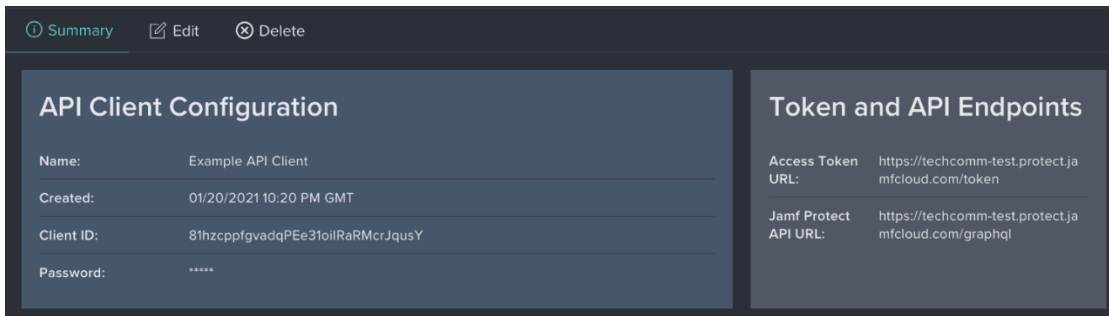 Summary
Edit
Delete
API Client Configuration
Name: Example API Client
Created: 01/20/2021 10:20 PM GMT
Client ID: 81hzcppfgvadqPEe31oilRaRMcrJqusY
Password: *****
Token and API Endpoints
Access Token https://techcomm-test.protect.ja
URL: mfcloud.com/token
Jamf Protect https://techcomm-test.protect.ja
API URL: mfcloud.com/graphql